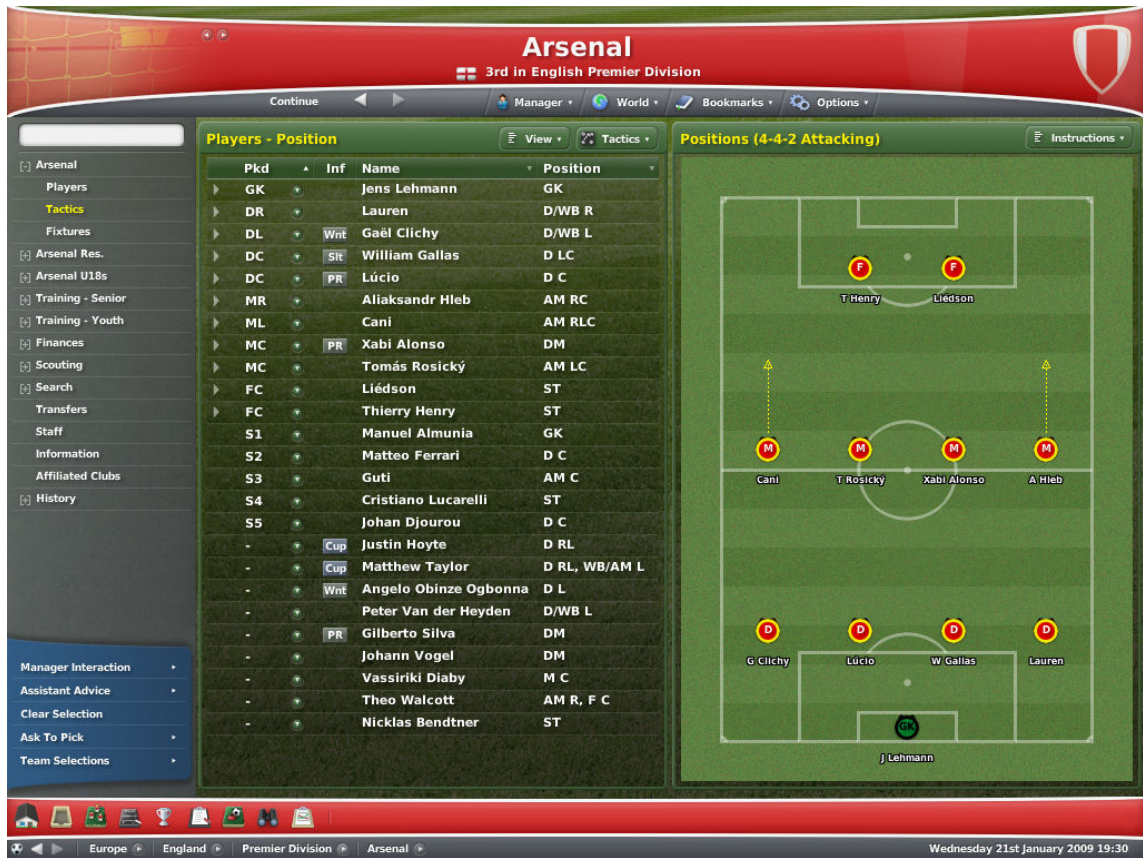 Arsenal
3rd in English Premier Division
Continue Manager World Bookmarks Options
Players - Position View Tactics
Positions (4-4-2 Attacking) Instructions
[-] Arsenal
Players
Tactics
Fixtures
[+] Arsenal Res.
[+] Arsenal U18s
[+] Training - Senior
[+] Training - Youth
[+] Finances
[+] Scouting
[+] Search
Transfers
Staff
Information
Affiliated Clubs
[+] History
Manager Interaction
Assistant Advice
Clear Selection
Ask To Pick
Team Selections
Pkd Inf Name Position
GK Jens Lehmann GK
DR Lauren D/WB R
DL Wnt Gaël Clichy D/WB L
DC Slt William Gallas D LC
DC PR Lúcio D C
MR Aliaksandr Hleb AM RC
ML Cani AM RLC
MC PR Xabi Alonso DM
MC Tomás Rosický AM LC
FC Liédson ST
FC Thierry Henry ST
S1 Manuel Almunia GK
S2 Matteo Ferrari D C
S3 Guti AM C
S4 Cristiano Lucarelli ST
S5 Johan Djourou D C
- Cup Justin Hoyte D RL
- Cup Matthew Taylor D RL, WB/AM L
- Wnt Angelo Obinze Ogbonna D L
- Peter Van der Heyden D/WB L
- PR Gilberto Silva DM
- Johann Vogel DM
- Vassiriki Diaby M C
- Theo Walcott AM R, F C
- Nicklas Bendtner ST
F F
T Henry Liédson
M M M M
Cani T Rosický Xabi Alonso A Hleb
D D D D
G Clichy Lúcio W Gallas Lauren
GK
J Lehmann
Europe England Premier Division Arsenal Wednesday 21st January 2009 19:30